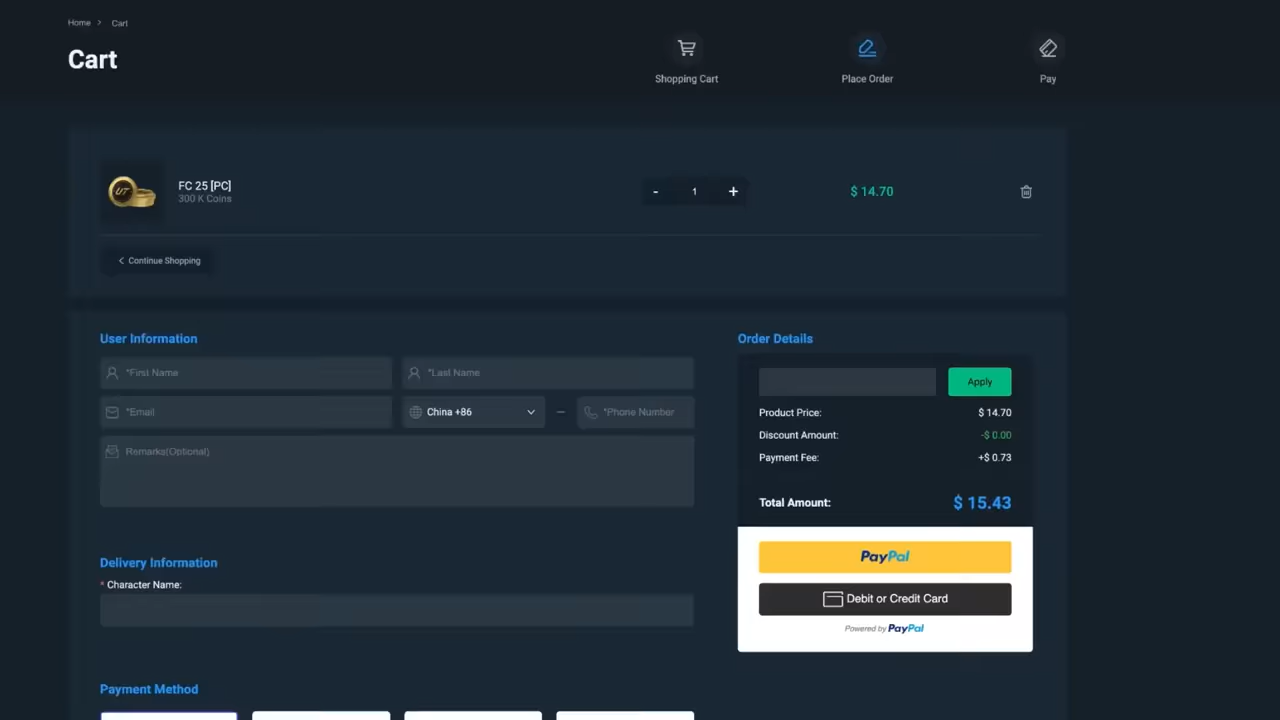 Home > Cart
Cart
Shopping Cart
Place Order
Pay
UT
FC 25 [PC]
300 K Coins
- 1 +
$ 14.70
< Continue Shopping
User Information
*First Name
*Last Name
*Email
China +86
*Phone Number
Remarks(Optional)
Delivery Information
* Character Name:
Payment Method
Order Details
Apply
Product Price: $ 14.70
Discount Amount: -$ 0.00
Payment Fee: +$ 0.73
Total Amount: $ 15.43
PayPal
Debit or Credit Card
Powered by PayPal